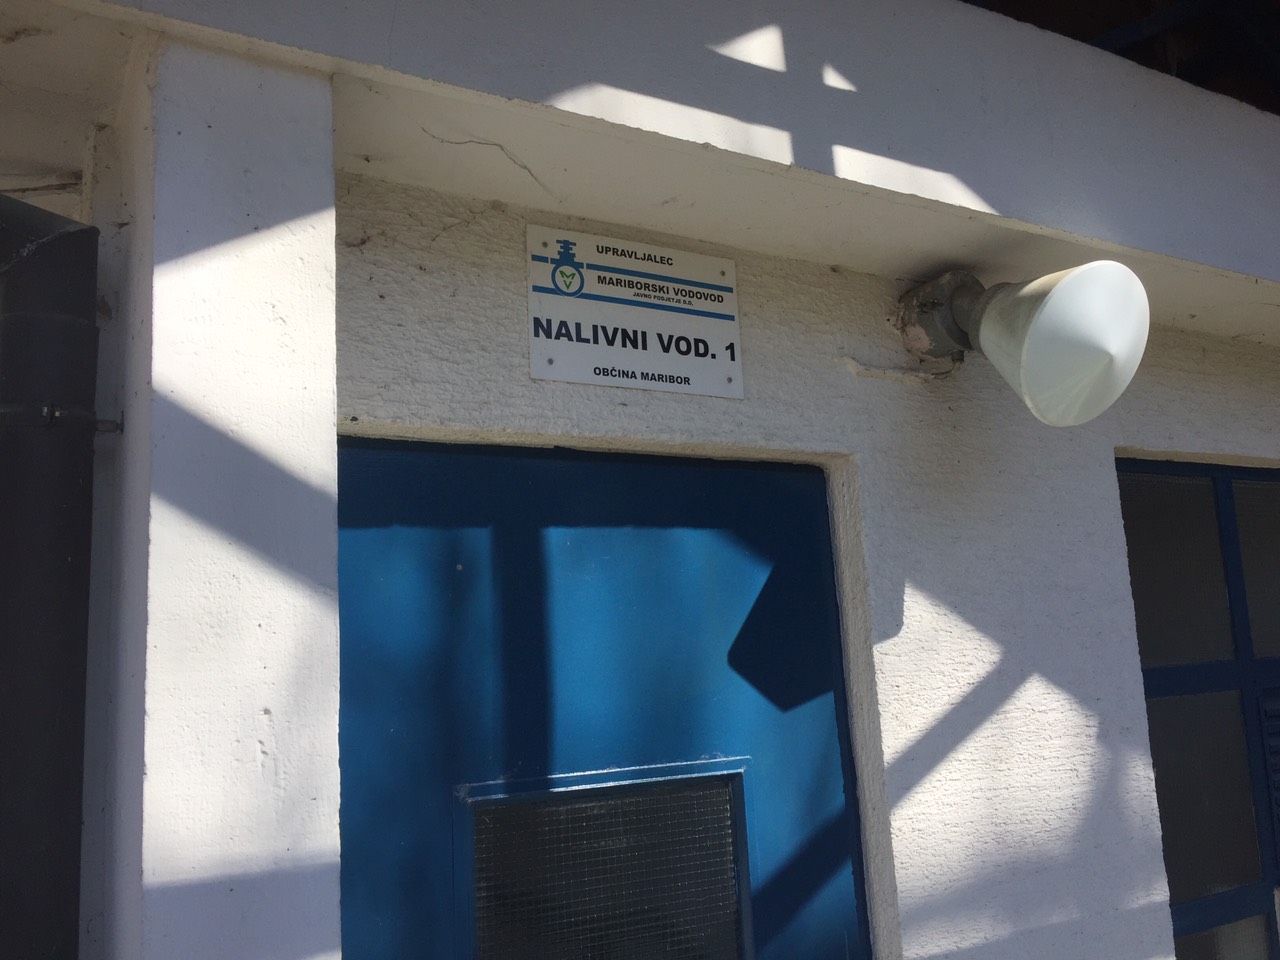 UPRAVLJALEC
MARIBORSKI VODOVOD
JAVNO PODJETJE D.D.
NALIVNI VOD. 1
OBČINA MARIBOR